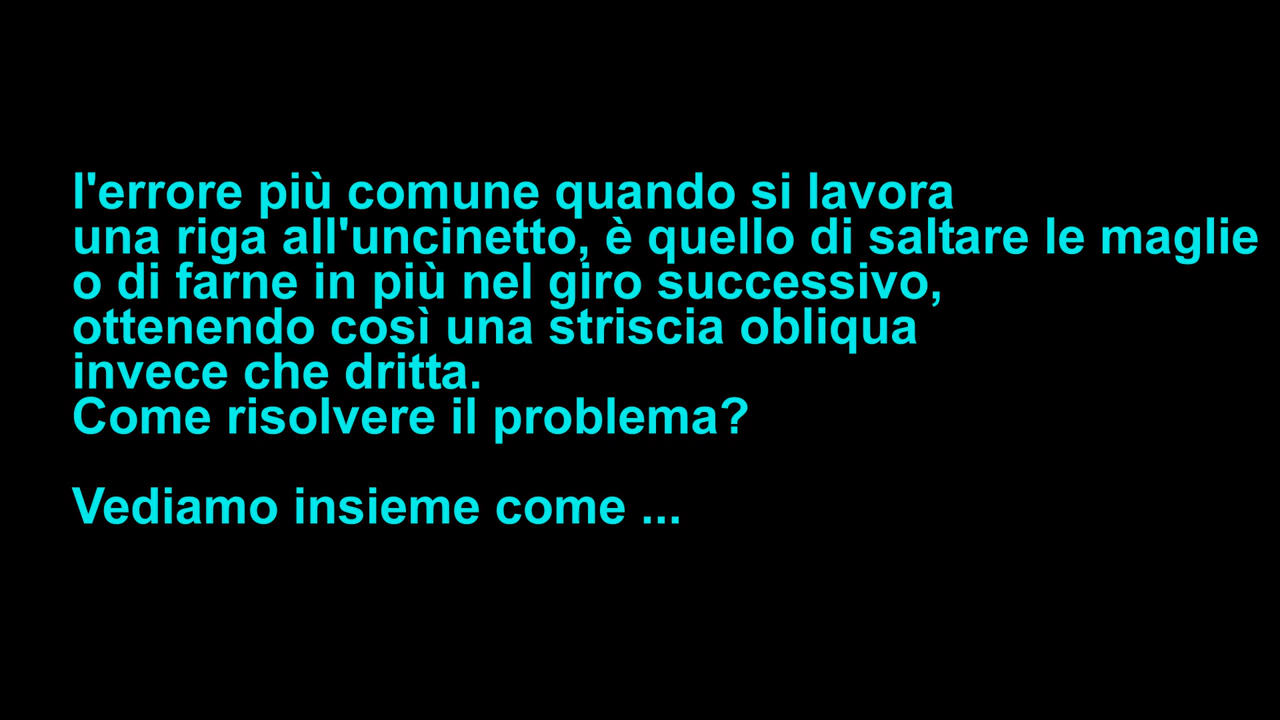 l'errore più comune quando si lavora
una riga all'uncinetto, è quello di saltare le maglie
o di farne in più nel giro successivo,
ottenendo così una striscia obliqua
invece che dritta.
Come risolvere il problema?
Vediamo insieme come ...